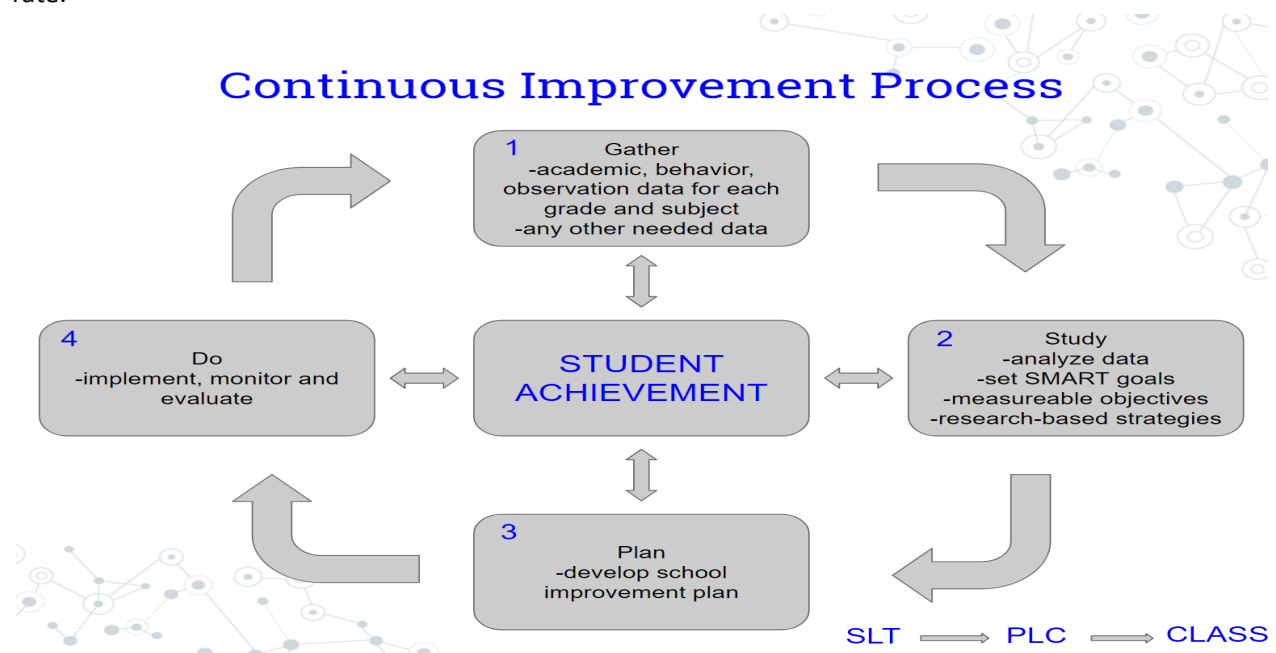 Continuous Improvement Process
1
Gather
-academic, behavior,
observation data for each
grade and subject
-any other needed data
2
Study
-analyze data
-set SMART goals
-measureable objectives
-research-based strategies
STUDENT
ACHIEVEMENT
4
Do
-implement, monitor and
evaluate
3
Plan
-develop school
improvement plan
SLT PLC CLASS